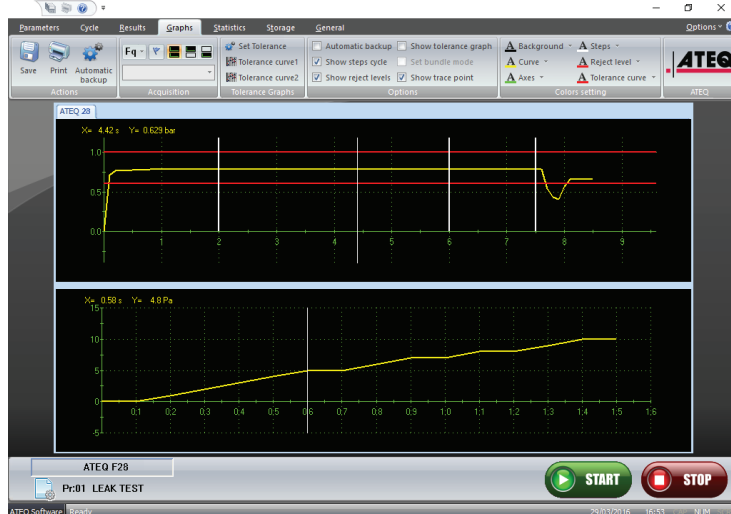 Parameters Cycle Results Graphs Statistics Storage General Options
Save Print Automatic backup
Actions
Fq
Acquisition
Set Tolerance
Tolerance curve1
Tolerance curve2
Tolerance Graphs
Automatic backup Show tolerance graph
Show steps cycle Set bundle mode
Show reject levels Show trace point
Options
A Background A Steps
A Curve A Reject level
A Axes A Tolerance curve
Colors setting
ATEQ
ATEQ
ATEQ 28
X= 4.42 s Y= 0.629 bar
1.0
0.5
0.0
1 2 3 4 5 6 7 8 9
X= 0.58 s Y= 4.8 Pa
15
10
5
0
0,1 0,2 0,3 0,4 0,5 0,6 0,7 0,8 0,9 1,0 1,1 1,2 1,3 1,4 1,5 1,6
-5
ATEQ F28
Pr:01 LEAK TEST
START STOP
ATEQ Software Ready 29/03/2016 16:53 NUM